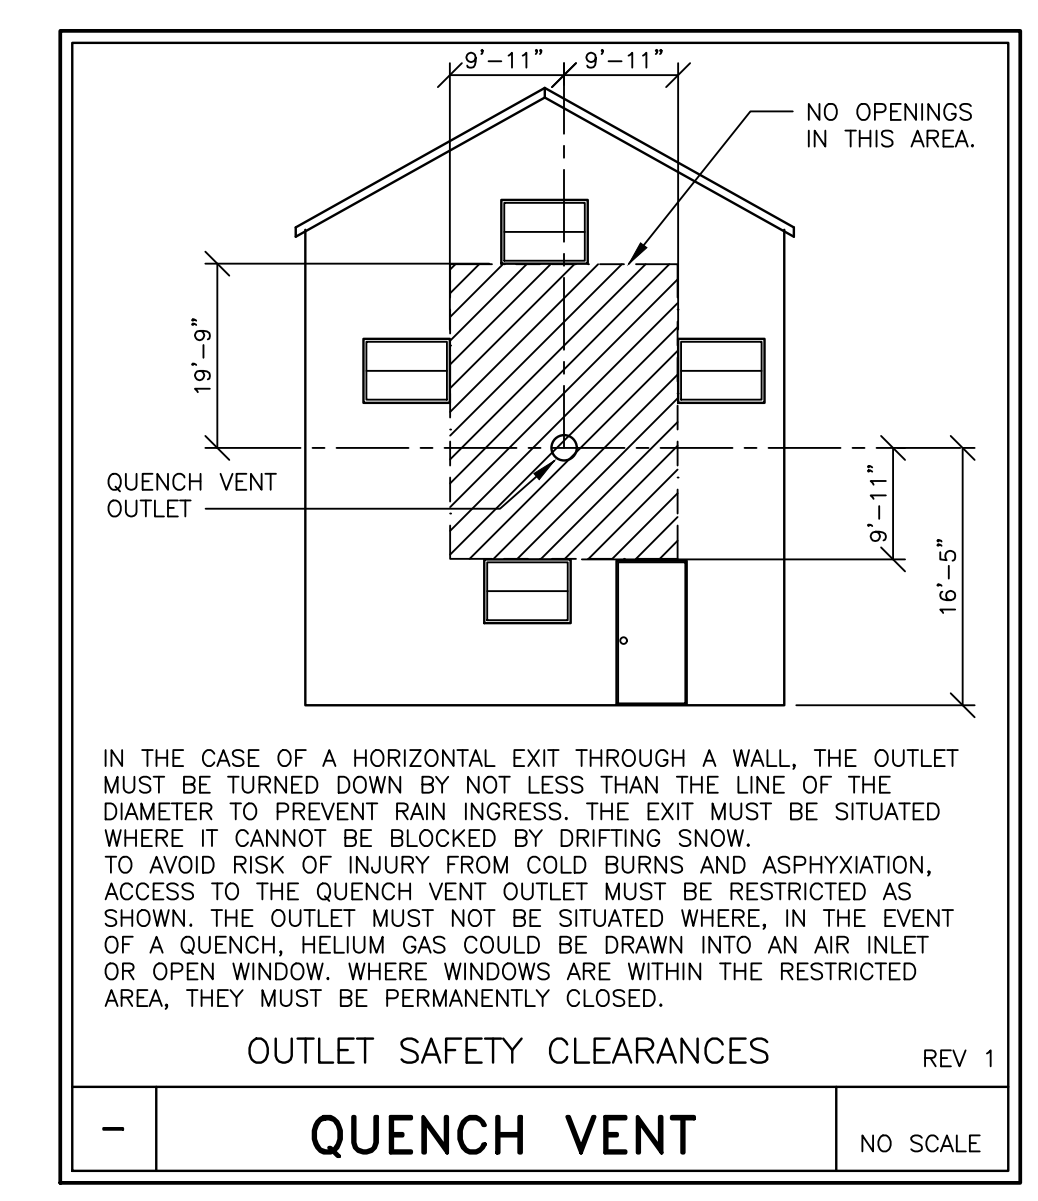 9'-11" 9'-11"
NO OPENINGS
IN THIS AREA.
19'-9"
QUENCH VENT
OUTLET
9'-11"
16'-5"
IN THE CASE OF A HORIZONTAL EXIT THROUGH A WALL, THE OUTLET
MUST BE TURNED DOWN BY NOT LESS THAN THE LINE OF THE
DIAMETER TO PREVENT RAIN INGRESS. THE EXIT MUST BE SITUATED
WHERE IT CANNOT BE BLOCKED BY DRIFTING SNOW.
TO AVOID RISK OF INJURY FROM COLD BURNS AND ASPHYXIATION,
ACCESS TO THE QUENCH VENT OUTLET MUST BE RESTRICTED AS
SHOWN. THE OUTLET MUST NOT BE SITUATED WHERE, IN THE EVENT
OF A QUENCH, HELIUM GAS COULD BE DRAWN INTO AN AIR INLET
OR OPEN WINDOW. WHERE WINDOWS ARE WITHIN THE RESTRICTED
AREA, THEY MUST BE PERMANENTLY CLOSED.
OUTLET SAFETY CLEARANCES
REV 1
–
QUENCH VENT
NO SCALE